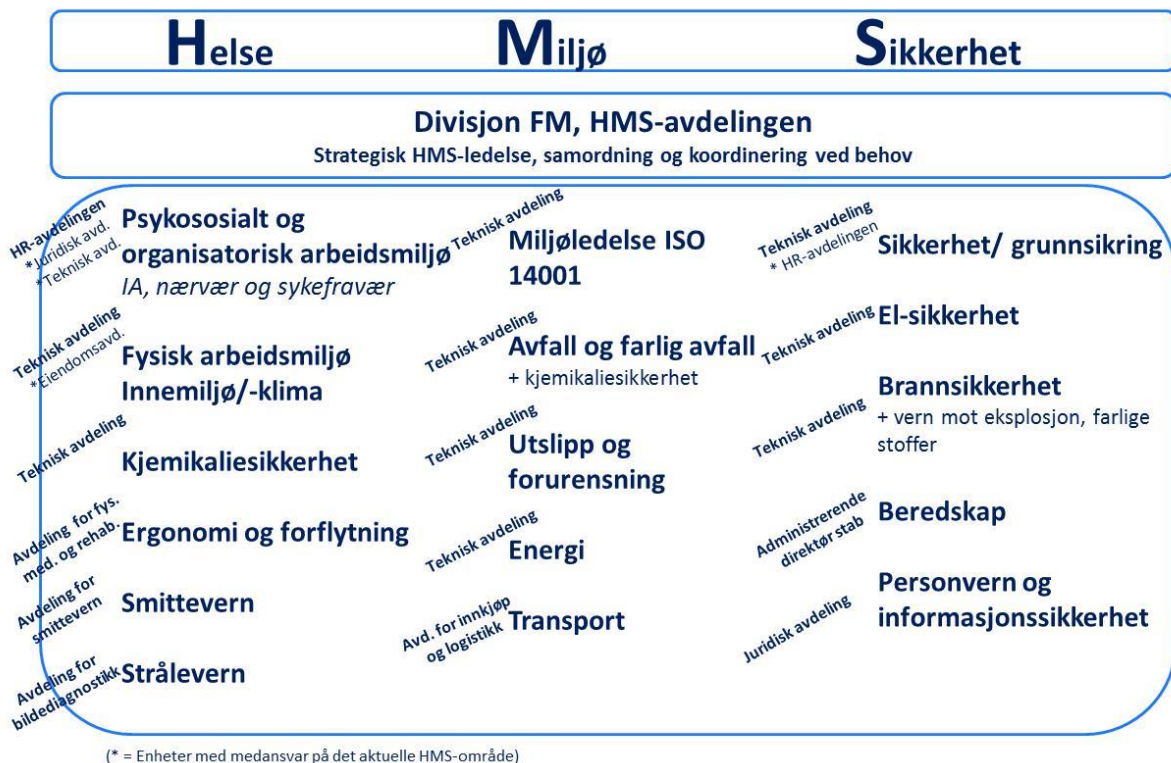 Helse Miljø Sikkerhet
Divisjon FM, HMS-avdelingen
Strategisk HMS-ledelse, samordning og koordinering ved behov
HR-avdelingen
*Juridisk avd.
*Teknisk avd.
Psykososialt og
organisatorisk arbeidsmiljø
IA, nærvær og sykefravær
Teknisk avdeling
*Eiendomsavd.
Fysisk arbeidsmiljø
Innemiljø/-klima
Teknisk avdeling
Kjemikaliesikkerhet
Avdeling for fys.
med. og rehab.
Ergonomi og forflytning
Avdeling for
smittevern
Smittevern
Avdeling for
bildediagnostikk
Strålevern
Teknisk avdeling
Miljøledelse ISO
14001
Teknisk avdeling
Avfall og farlig avfall
+ kjemikaliesikkerhet
Teknisk avdeling
Utslipp og
forurensning
Teknisk avdeling
Energi
Avd. for innkjøp
og logistikk
Transport
Teknisk avdeling
* HR-avdelingen
Sikkerhet/ grunnsikring
Teknisk avdeling
El-sikkerhet
Teknisk avdeling
Brannsikkerhet
+ vern mot eksplosjon, farlige
stoffer
Administrerende
direktør stab
Beredskap
Juridisk avdeling
Personvern og
informasjonssikkerhet
(* = Enheter med medansvar på det aktuelle HMS-område)